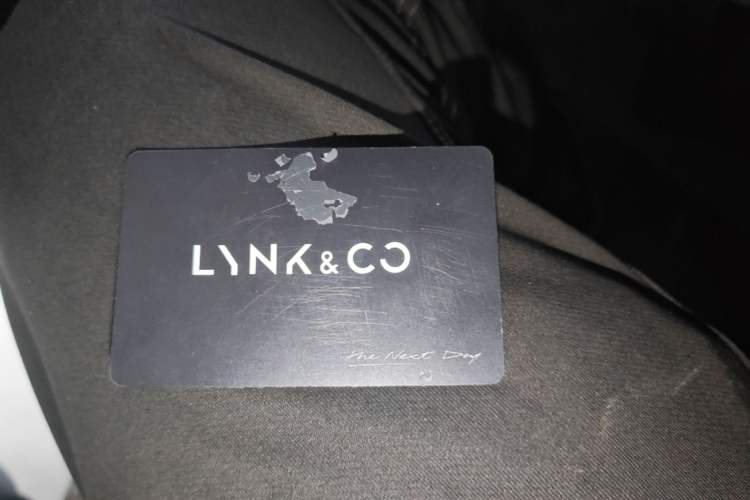 LYNK & CO
The Next Day